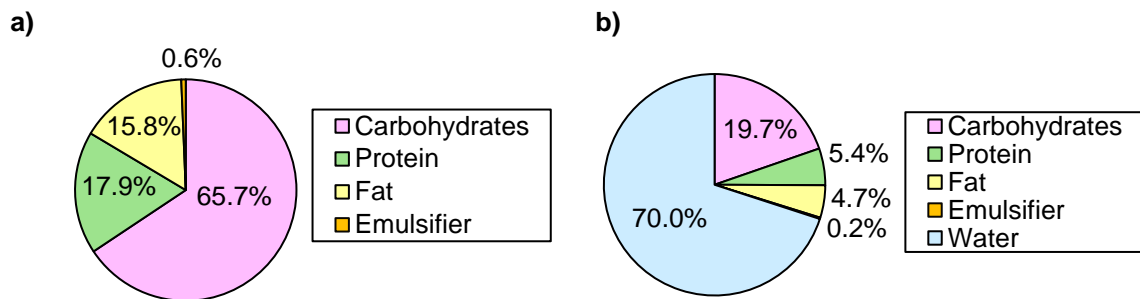 a)
0.6%
15.8%
17.9%
65.7%
Carbohydrates
Protein
Fat
Emulsifier
b)
19.7%
5.4%
4.7%
0.2%
70.0%
Carbohydrates
Protein
Fat
Emulsifier
Water